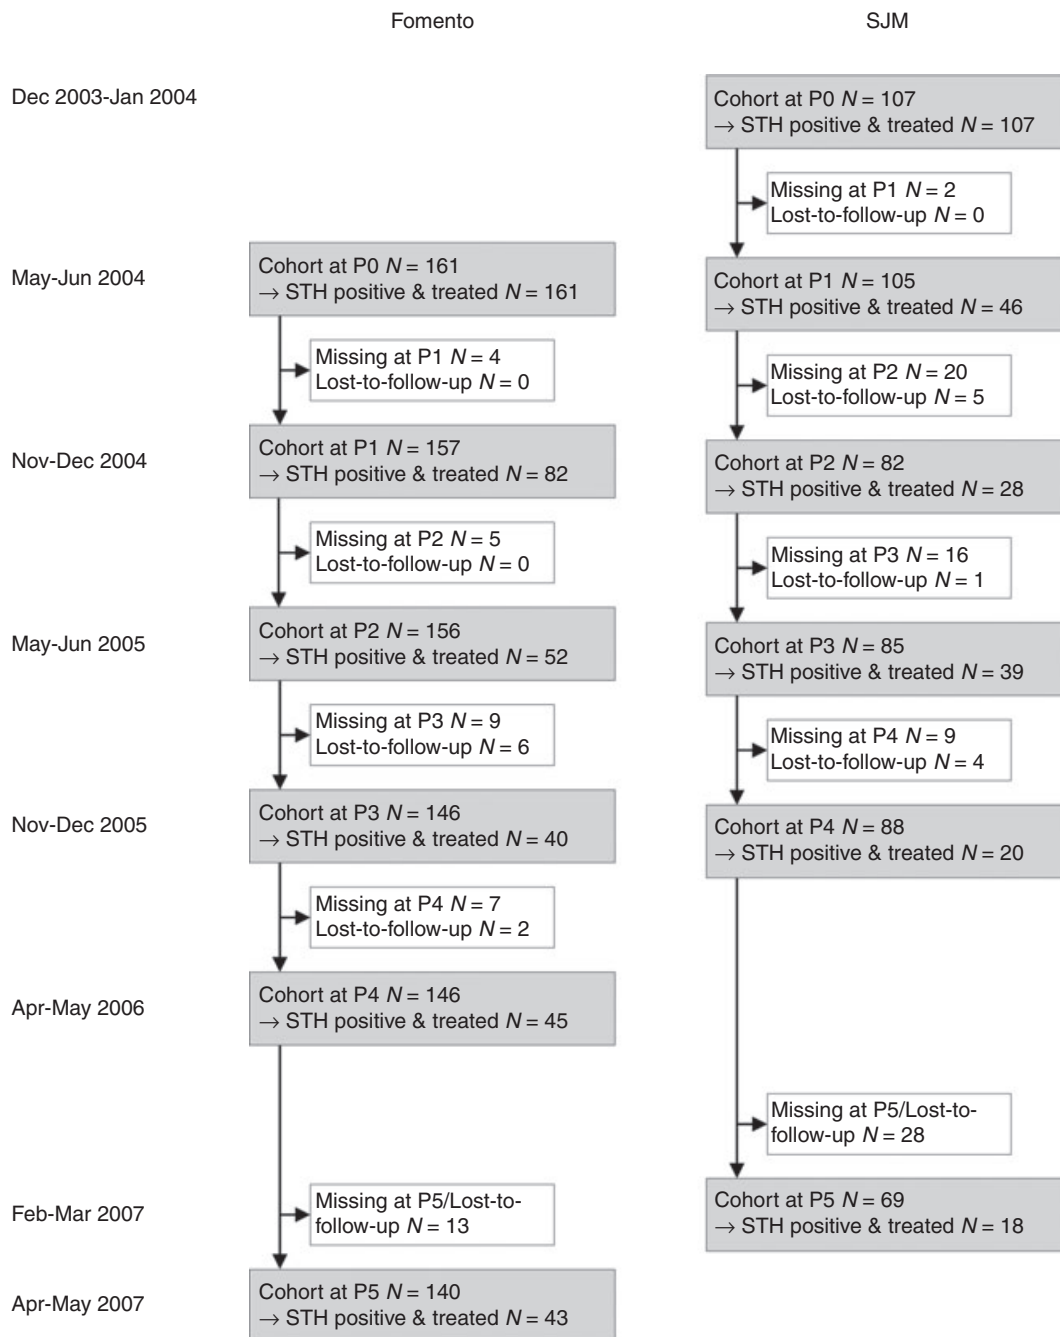 Fomento
SJM
Dec 2003-Jan 2004
Cohort at P0 N = 107
→ STH positive & treated N = 107
Missing at P1 N = 2
Lost-to-follow-up N = 0
May-Jun 2004
Cohort at P0 N = 161
→ STH positive & treated N = 161
Cohort at P1 N = 105
→ STH positive & treated N = 46
Missing at P1 N = 4
Lost-to-follow-up N = 0
Missing at P2 N = 20
Lost-to-follow-up N = 5
Nov-Dec 2004
Cohort at P1 N = 157
→ STH positive & treated N = 82
Cohort at P2 N = 82
→ STH positive & treated N = 28
Missing at P2 N = 5
Lost-to-follow-up N = 0
Missing at P3 N = 16
Lost-to-follow-up N = 1
May-Jun 2005
Cohort at P2 N = 156
→ STH positive & treated N = 52
Cohort at P3 N = 85
→ STH positive & treated N = 39
Missing at P3 N = 9
Lost-to-follow-up N = 6
Missing at P4 N = 9
Lost-to-follow-up N = 4
Nov-Dec 2005
Cohort at P3 N = 146
→ STH positive & treated N = 40
Cohort at P4 N = 88
→ STH positive & treated N = 20
Missing at P4 N = 7
Lost-to-follow-up N = 2
Apr-May 2006
Cohort at P4 N = 146
→ STH positive & treated N = 45
Missing at P5/Lost-to-
follow-up N = 28
Feb-Mar 2007
Missing at P5/Lost-to-
follow-up N = 13
Cohort at P5 N = 69
→ STH positive & treated N = 18
Apr-May 2007
Cohort at P5 N = 140
→ STH positive & treated N = 43